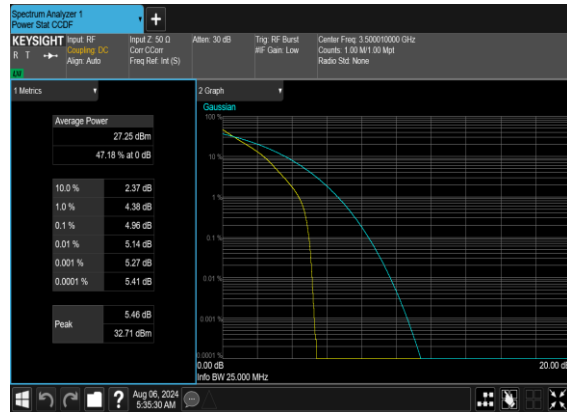 Spectrum Analyzer 1
Power Stat CCDF
+
KEYSIGHT
R T
LV
Input: RF
Coupling: DC
Align: Auto
Input Z: 50 Ω
Corr CCorr
Freq Ref: Int (S)
Atten: 30 dB
Trig: RF Burst
#IF Gain: Low
Center Freq: 3.500010000 GHz
Counts: 1.00 M/1.00 Mpt
Radio Std: None
1 Metrics
Average Power
27.25 dBm
47.18 % at 0 dB
10.0 % 2.37 dB
1.0 % 4.38 dB
0.1 % 4.96 dB
0.01 % 5.14 dB
0.001 % 5.27 dB
0.0001 % 5.41 dB
Peak
5.46 dB
32.71 dBm
2 Graph
Gaussian
100 %
10 %
1 %
0.1 %
0.01 %
0.001 %
0.0001 %
0.00 dB
20.00 dB
Info BW 25.000 MHz
?
Aug 06, 2024
5:35:30 AM